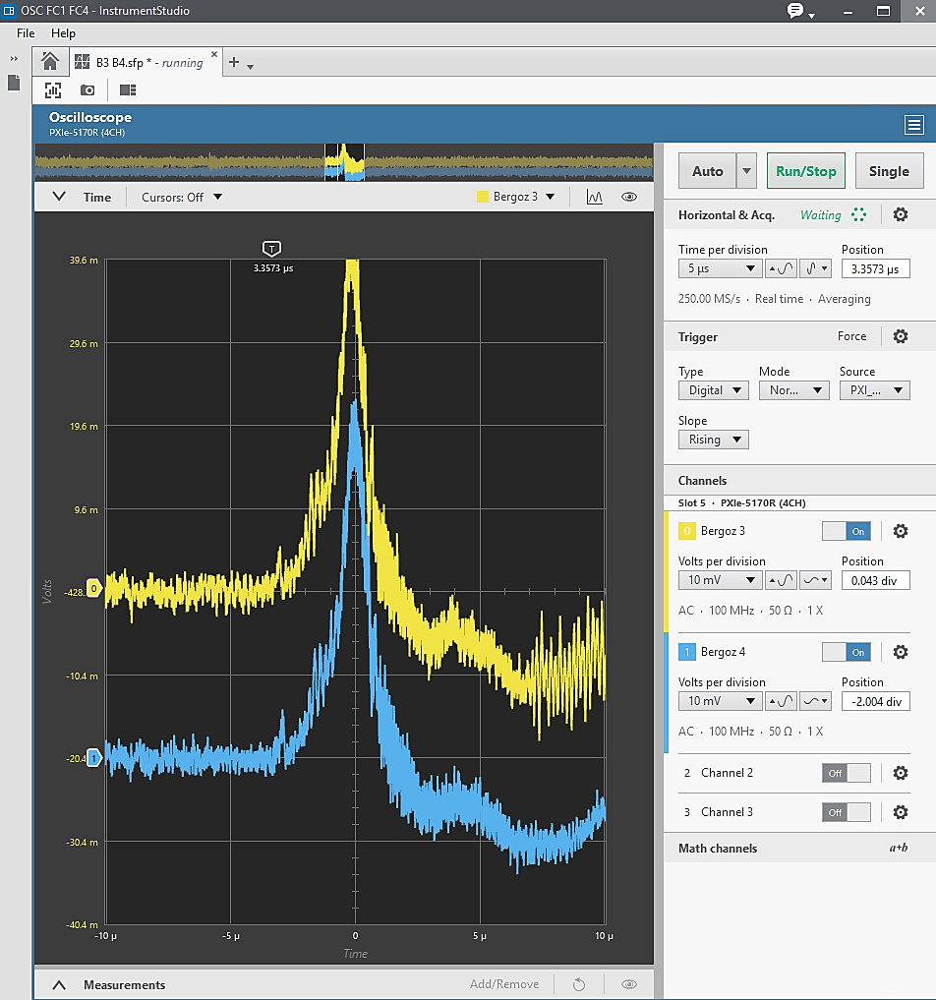 OSC FC1 FC4 - InstrumentStudio
File Help
B3 B4.sfp * - running
Oscilloscope
PXIe-5170R (4CH)
Time Cursors: Off Bergoz 3
T
3.3573 µs
39.6 m
29.6 m
19.6 m
9.6 m
-428.
0
-10.4 m
-20.4
1
-30.4 m
-40.4 m
Volts
-10 µ -5 µ 0 5 µ 10 µ
Time
Measurements Add/Remove
Auto Run/Stop Single
Horizontal & Acq. Waiting
Time per division Position
5 µs 3.3573 µs
250.00 MS/s · Real time · Averaging
Trigger Force
Type Mode Source
Digital Nor... PXI_...
Slope
Rising
Channels
Slot 5 · PXIe-5170R (4CH)
0 Bergoz 3 On
Volts per division Position
10 mV 0.043 div
AC · 100 MHz · 50 Ω · 1 X
1 Bergoz 4 On
Volts per division Position
10 mV -2.004 div
AC · 100 MHz · 50 Ω · 1 X
2 Channel 2 Off
3 Channel 3 Off
Math channels a+b